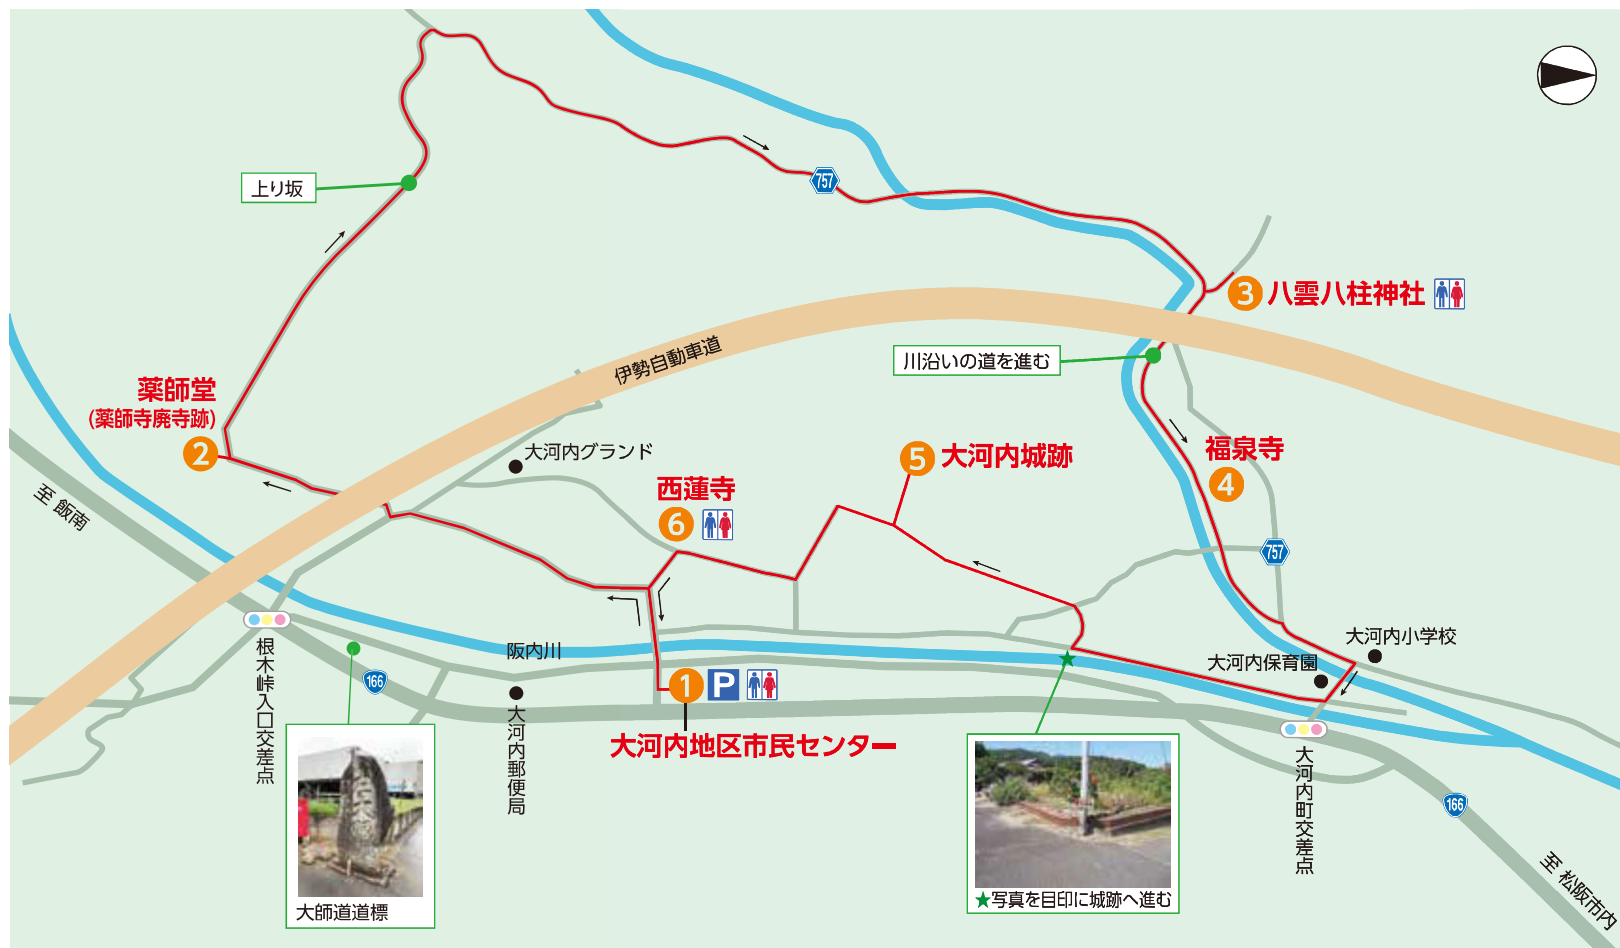 上り坂
757
3 八雲八柱神社
川沿いの道を進む
伊勢自動車道
薬師堂
(薬師寺廃寺跡)
2
至 飯南
大河内グランド
西蓮寺
6
5 大河内城跡
福泉寺
4
757
大河内小学校
大河内保育園
阪内川
根木峠入口交差点
166
大河内郵便局
1 P
大河内地区市民センター
大河内町交差点
166
至 松阪市内
大師道道標
★写真を目印に城跡へ進む